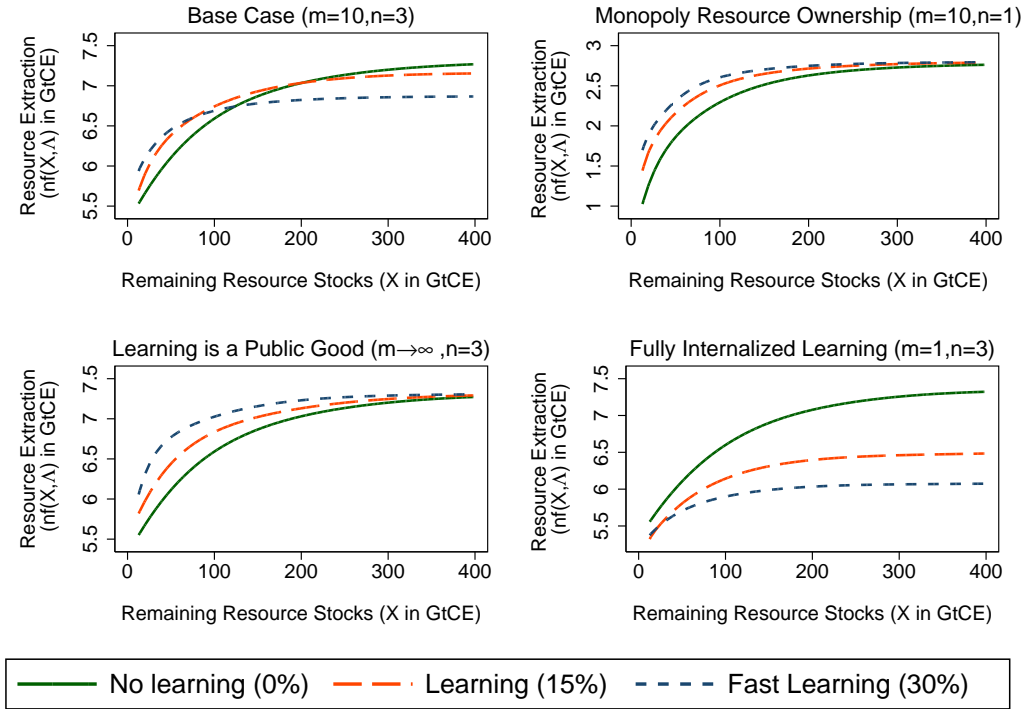 Base Case (m=10,n=3)
Resource Extraction
(nf(X,Λ) in GtCE)
7.5
7
6.5
6
5.5
0 100 200 300 400
Remaining Resource Stocks (X in GtCE)
Monopoly Resource Ownership (m=10,n=1)
Resource Extraction
(nf(X,Λ) in GtCE)
3
2.5
2
1.5
1
0 100 200 300 400
Remaining Resource Stocks (X in GtCE)
Learning is a Public Good (m→∞ ,n=3)
Resource Extraction
(nf(X,Λ) in GtCE)
7.5
7
6.5
6
5.5
0 100 200 300 400
Remaining Resource Stocks (X in GtCE)
Fully Internalized Learning (m=1,n=3)
Resource Extraction
(nf(X,Λ) in GtCE)
7.5
7
6.5
6
5.5
0 100 200 300 400
Remaining Resource Stocks (X in GtCE)
No learning (0%) Learning (15%) Fast Learning (30%)